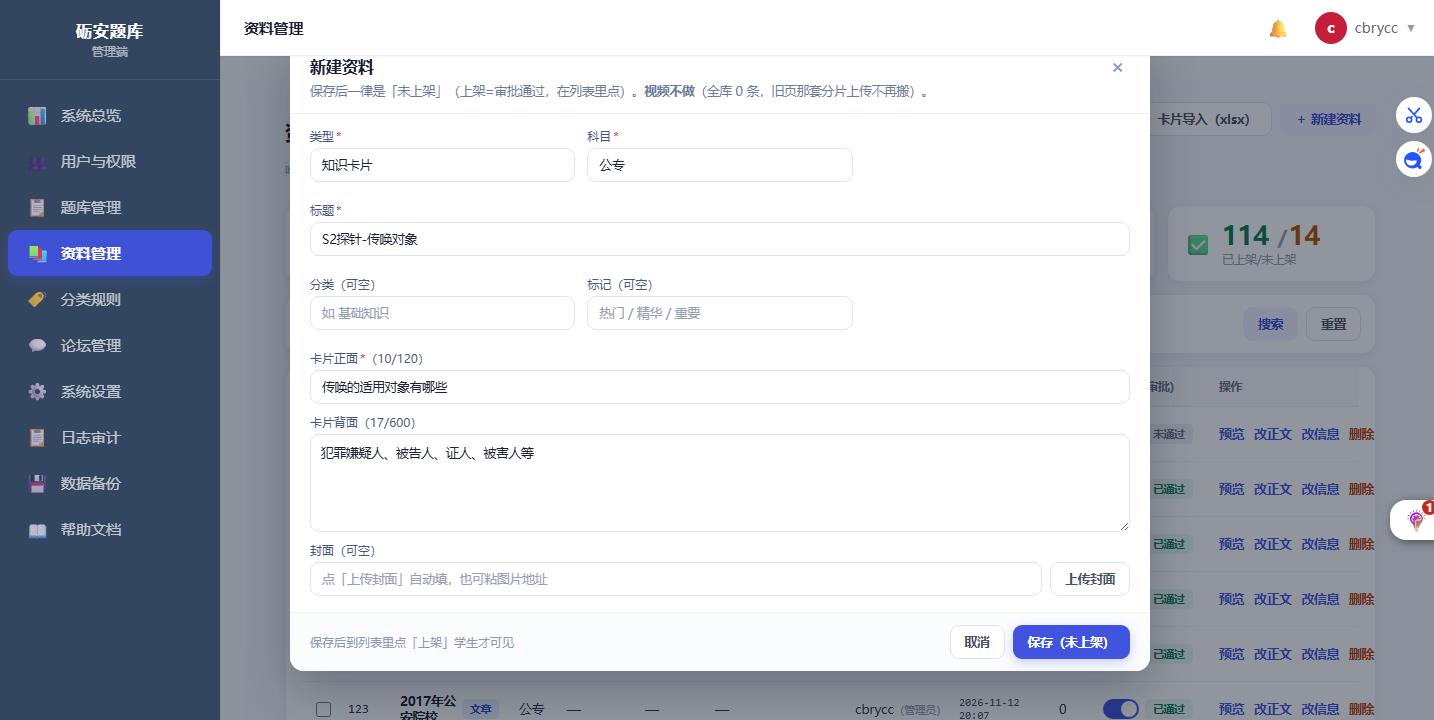 砺安题库
管理端
资料管理
cbrycc
c
系统总览
用户与权限
题库管理
资料管理
分类规则
论坛管理
系统设置
日志审计
数据备份
帮助文档
新建资料
保存后一律是「未上架」（上架=审批通过，在列表里点）。视频不做（全库 0 条，旧页那套分片上传不再搬）。
类型* 科目*
知识卡片 公专
标题*
S2探针-传唤对象
分类（可空） 标记（可空）
如 基础知识 热门 / 精华 / 重要
卡片正面*（10/120）
传唤的适用对象有哪些
卡片背面（17/600）
犯罪嫌疑人、被告人、证人、被害人等
封面（可空）
点「上传封面」自动填，也可粘图片地址 上传封面
保存后到列表里点「上架」学生才可见 取消 保存（未上架）
卡片导入（xlsx） + 新建资料
114 /14
已上架/未上架
搜索 重置
审批) 操作
未通过 预览 改正文 改信息 删除
已通过 预览 改正文 改信息 删除
已通过 预览 改正文 改信息 删除
已通过 预览 改正文 改信息 删除
已通过 预览 改正文 改信息 删除
123 2017年公安院校 文章 公专 — — — cbrycc (管理员) 2026-11-12 20:07 0 已通过 预览 改正文 改信息 删除
1